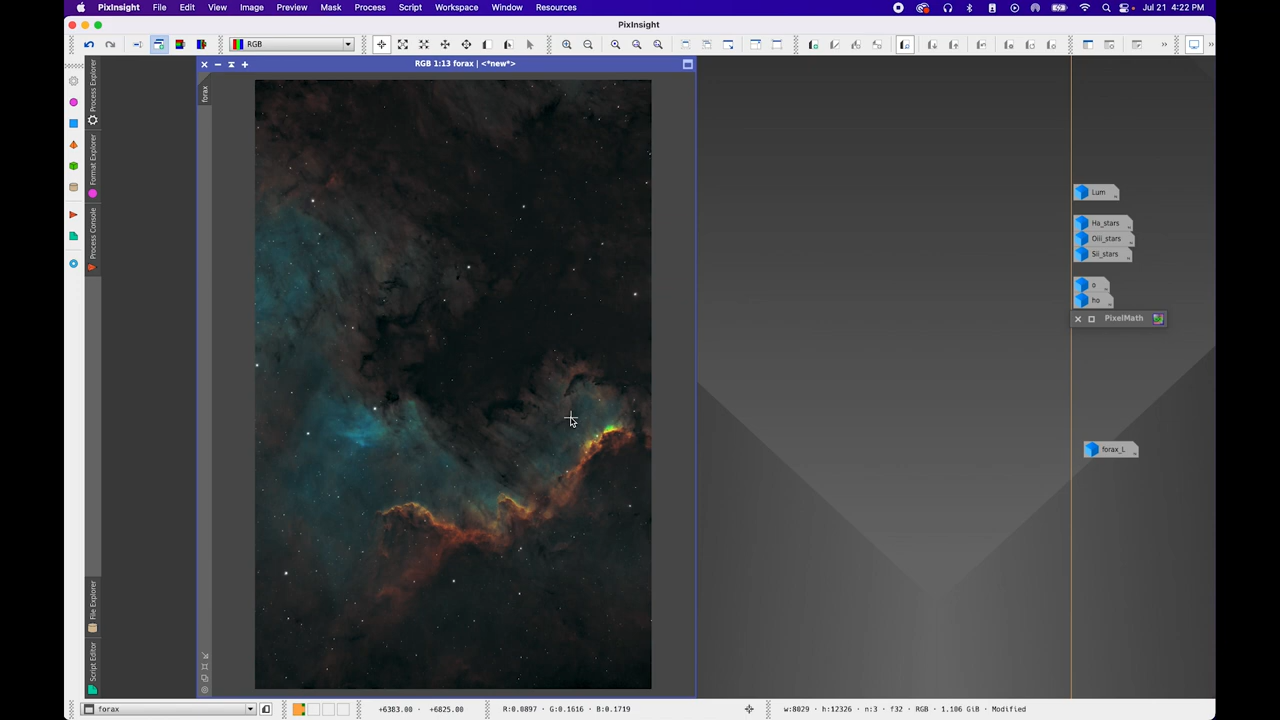 PixInsight File Edit View Image Preview Mask Process Script Workspace Window Resources Jul 21 4:22 PM
PixInsight
RGB
RGB 1:13 forax | <*new*>
forax
Process Explorer
Format Explorer
Process Console
File Explorer
Script Editor
Lum
Ha_stars
Oiii_stars
Sii_stars
o
ho
PixelMath
forax_L
forax
+6383.00 · +6825.00
R:0.0897 · G:0.1616 · B:0.1719
w:8029 · h:12326 · n:3 · f32 · RGB · 1.106 GiB · Modified